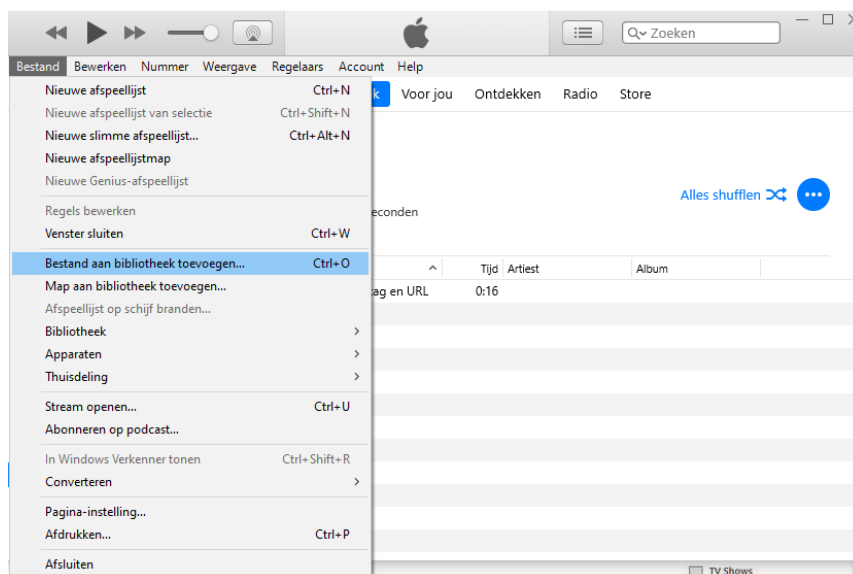 Zoeken
Bestand Bewerken Nummer Weergave Regelaars Account Help
Nieuwe afspeellijst Ctrl+N
Nieuwe afspeellijst van selectie Ctrl+Shift+N
Nieuwe slimme afspeellijst... Ctrl+Alt+N
Nieuwe afspeellijstmap
Nieuwe Genius-afspeellijst
Regels bewerken
Venster sluiten Ctrl+W
Bestand aan bibliotheek toevoegen... Ctrl+O
Map aan bibliotheek toevoegen...
Afspeellijst op schijf branden...
Bibliotheek
Apparaten
Thuisdeling
Stream openen... Ctrl+U
Abonneren op podcast...
In Windows Verkenner tonen Ctrl+Shift+R
Converteren
Pagina-instelling...
Afdrukken... Ctrl+P
Afsluiten
k Voor jou Ontdekken Radio Store
Alles shufflen
econden
Tijd Artiest Album
tag en URL 0:16
TV Shows